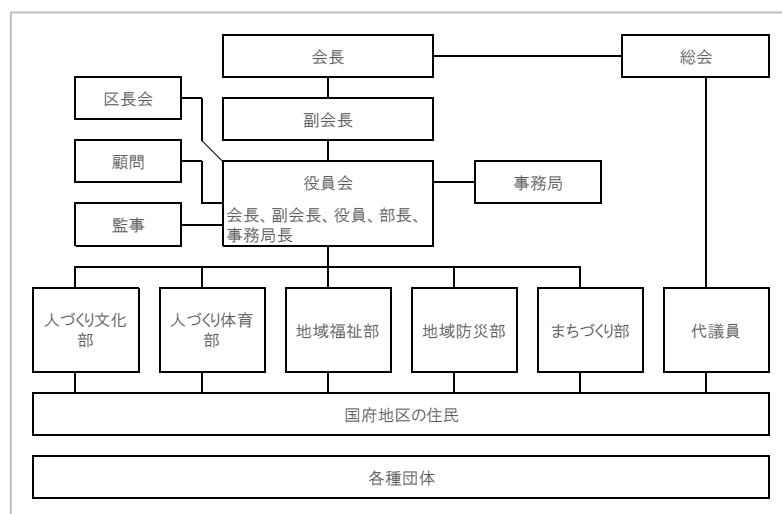 会長
総会
区長会
副会長
顧問
役員会
会長、副会長、役員、部長、
事務局長
事務局
監事
人づくり文化
部
人づくり体育
部
地域福祉部
地域防災部
まちづくり部
代議員
国府地区の住民
各種団体